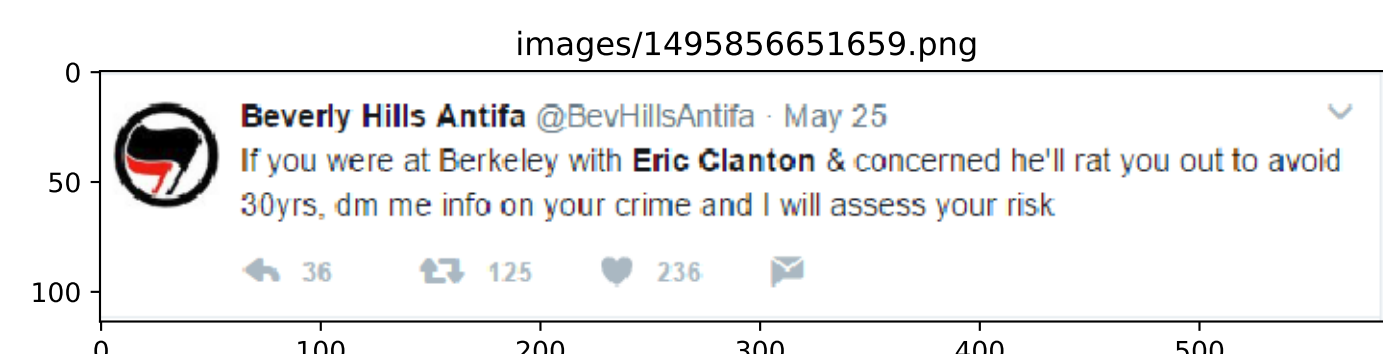 images/1495856651659.png
0
Beverly Hills Antifa @BevHillsAntifa · May 25
If you were at Berkeley with Eric Clanton & concerned he'll rat you out to avoid
50
30yrs, dm me info on your crime and I will assess your risk
36 125 236
100
0 100 200 300 400 500